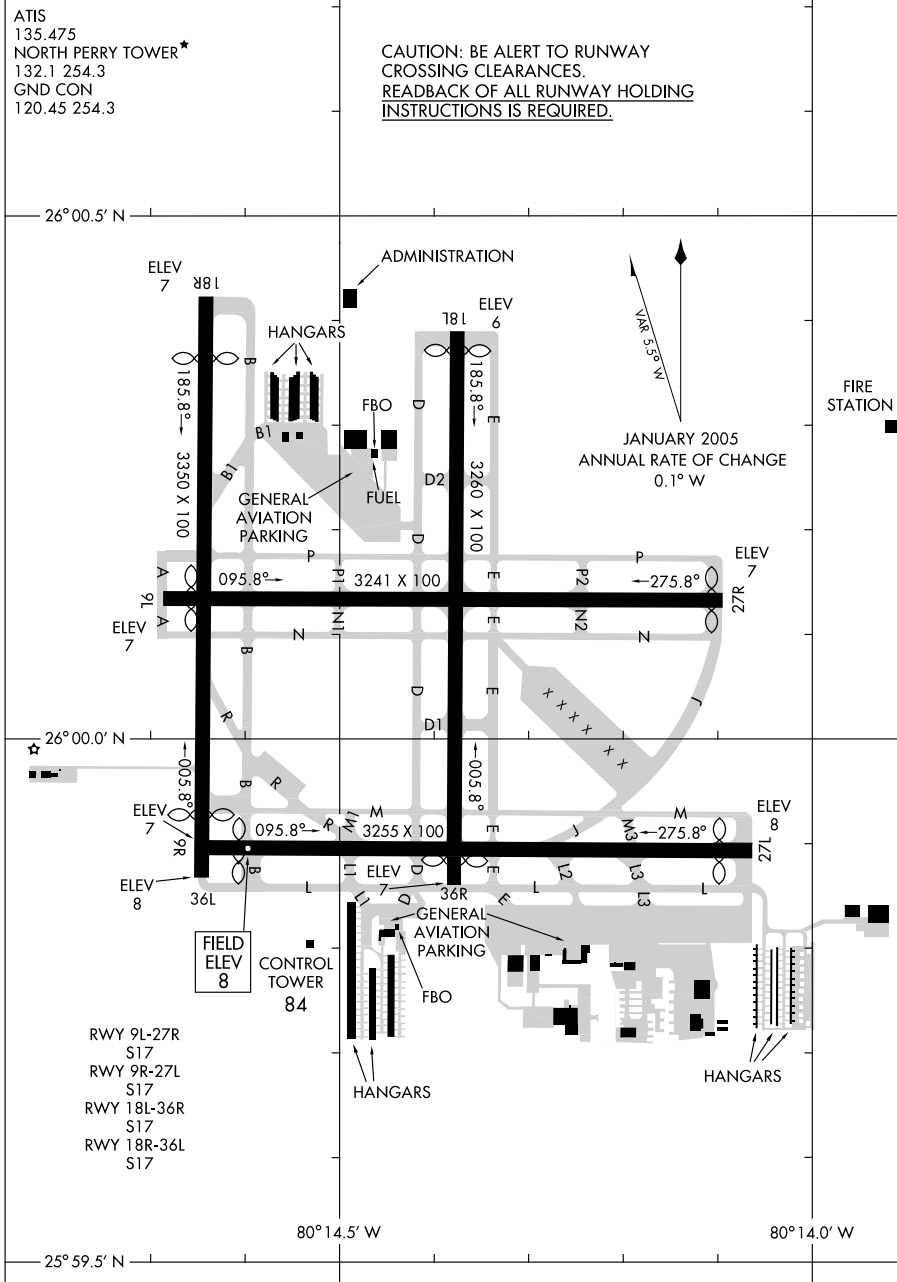 ATIS
135.475
NORTH PERRY TOWER
132.1 254.3
GND CON
120.45 254.3
CAUTION: BE ALERT TO RUNWAY
CROSSING CLEARANCES.
READBACK OF ALL RUNWAY HOLDING
INSTRUCTIONS IS REQUIRED.
26° 00.5' N
ELEV
7
18R
ADMINISTRATION
18L
ELEV
6
VAR 5.5° W
JANUARY 2005
ANNUAL RATE OF CHANGE
0.1° W
FIRE
STATION
HANGARS
B
185.8°
3350 X 100
B1
B1
FBO
FUEL
GENERAL
AVIATION
PARKING
D
D2
D
185.8°
3260 X 100
E
P
P
A
9L
A
ELEV
7
095.8°
P1
3241 X 100
E
P2
275.8°
ELEV
7
27R
N
N1
E
N2
N
B
R
D
D1
E
J
X X X X X X
26° 00.0' N
005.8°
B
R
005.8°
ELEV
7
9R
095.8°
R
M1
M
3255 X 100
E
J
M3
M
275.8°
ELEV
8
27L
ELEV
8
36L
B
L
L1
L1
ELEV
7
D
D
36R
E
E
L
L2
L3
L3
L
FIELD
ELEV
8
CONTROL
TOWER
84
GENERAL
AVIATION
PARKING
FBO
HANGARS
HANGARS
RWY 9L-27R
S17
RWY 9R-27L
S17
RWY 18L-36R
S17
RWY 18R-36L
S17
80° 14.5' W
80° 14.0' W
25° 59.5' N